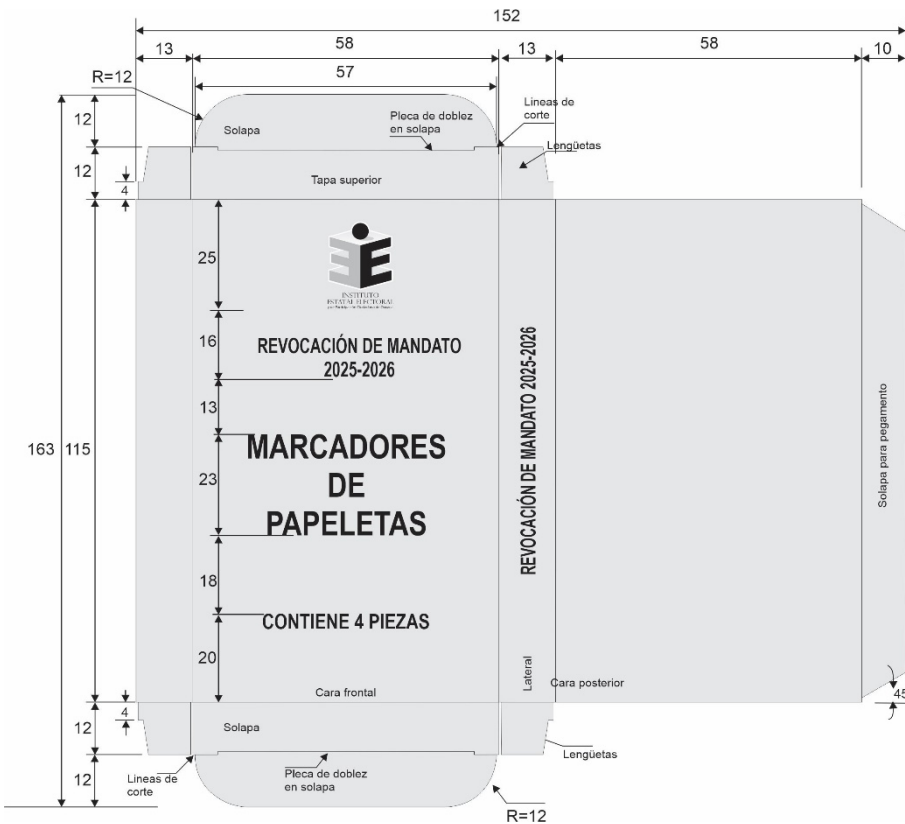 152
13
58
13
58
10
57
R=12
12
Solapa
Pleca de doblez
en solapa
Lineas de
corte
Lengüetas
12
4
Tapa superior
25
INSTITUTO
ESTATAL ELECTORAL
16
REVOCACIÓN DE MANDATO
2025-2026
13
MARCADORES
DE
PAPELETAS
23
163
115
REVOCACIÓN DE MANDATO 2025-2026
Solapa para pegamento
18
CONTIENE 4 PIEZAS
20
Cara frontal
Lateral
Cara posterior
45
4
12
Solapa
Lengüetas
12
Lineas de
corte
Pleca de doblez
en solapa
R=12